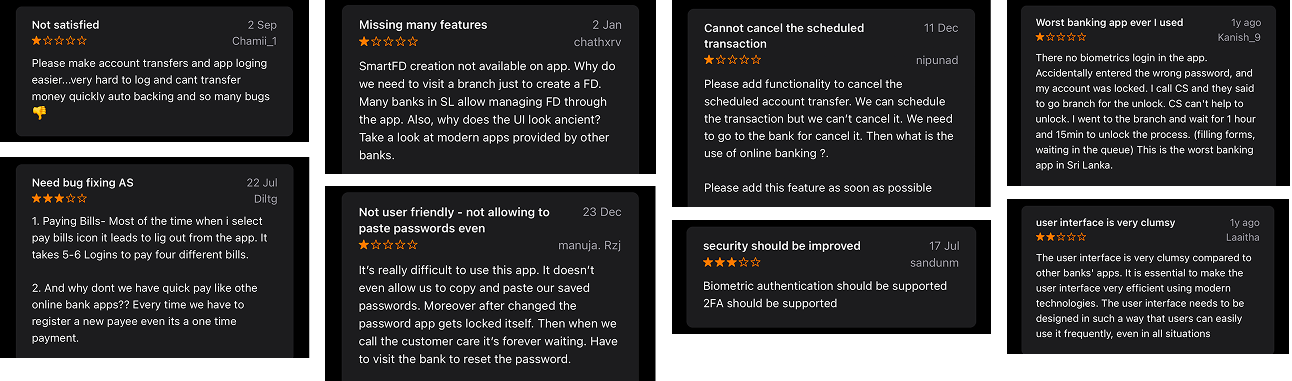 Not satisfied
2 Sep
Chamii_1
Please make account transfers and app loging
easier...very hard to log and cant transfer
money quickly auto backing and so many bugs
👎
Need bug fixing AS
22 Jul
Diltg
1. Paying Bills- Most of the time when i select
pay bills icon it leads to lig out from the app. It
takes 5-6 Logins to pay four different bills.
2. And why dont we have quick pay like othe
online bank apps?? Every time we have to
register a new payee even its a one time
payment.
Missing many features
2 Jan
chathxrv
SmartFD creation not available on app. Why do
we need to visit a branch just to create a FD.
Many banks in SL allow managing FD through
the app. Also, why does the UI look ancient?
Take a look at modern apps provided by other
banks.
Not user friendly - not allowing to
paste passwords even
23 Dec
manuja. Rzj
It's really difficult to use this app. It doesn't
even allow us to copy and paste our saved
passwords. Moreover after changed the
password app gets locked itself. Then when we
call the customer care it's forever waiting. Have
to visit the bank to reset the password.
Cannot cancel the scheduled
transaction
11 Dec
nipunad
Please add functionality to cancel the
scheduled account transfer. We can schedule
the transaction but we can't cancel it. We need
to go to the bank for cancel it. Then what is the
use of online banking ?.
Please add this feature as soon as possible
security should be improved
17 Jul
sandunm
Biometric authentication should be supported
2FA should be supported
Worst banking app ever I used
1y ago
Kanish_9
There no biometrics login in the app.
Accidentally entered the wrong password, and
my account was locked. I call CS and they said
to go branch for the unlock. CS can't help to
unlock. I went to the branch and wait for 1 hour
and 15min to unlock the process. (filling forms,
waiting in the queue) This is the worst banking
app in Sri Lanka.
user interface is very clumsy
1y ago
Laaitha
The user interface is very clumsy compared to
other banks' apps. It is essential to make the
user interface very efficient using modern
technologies. The user interface needs to be
designed in such a way that users can easily
use it frequently, even in all situations